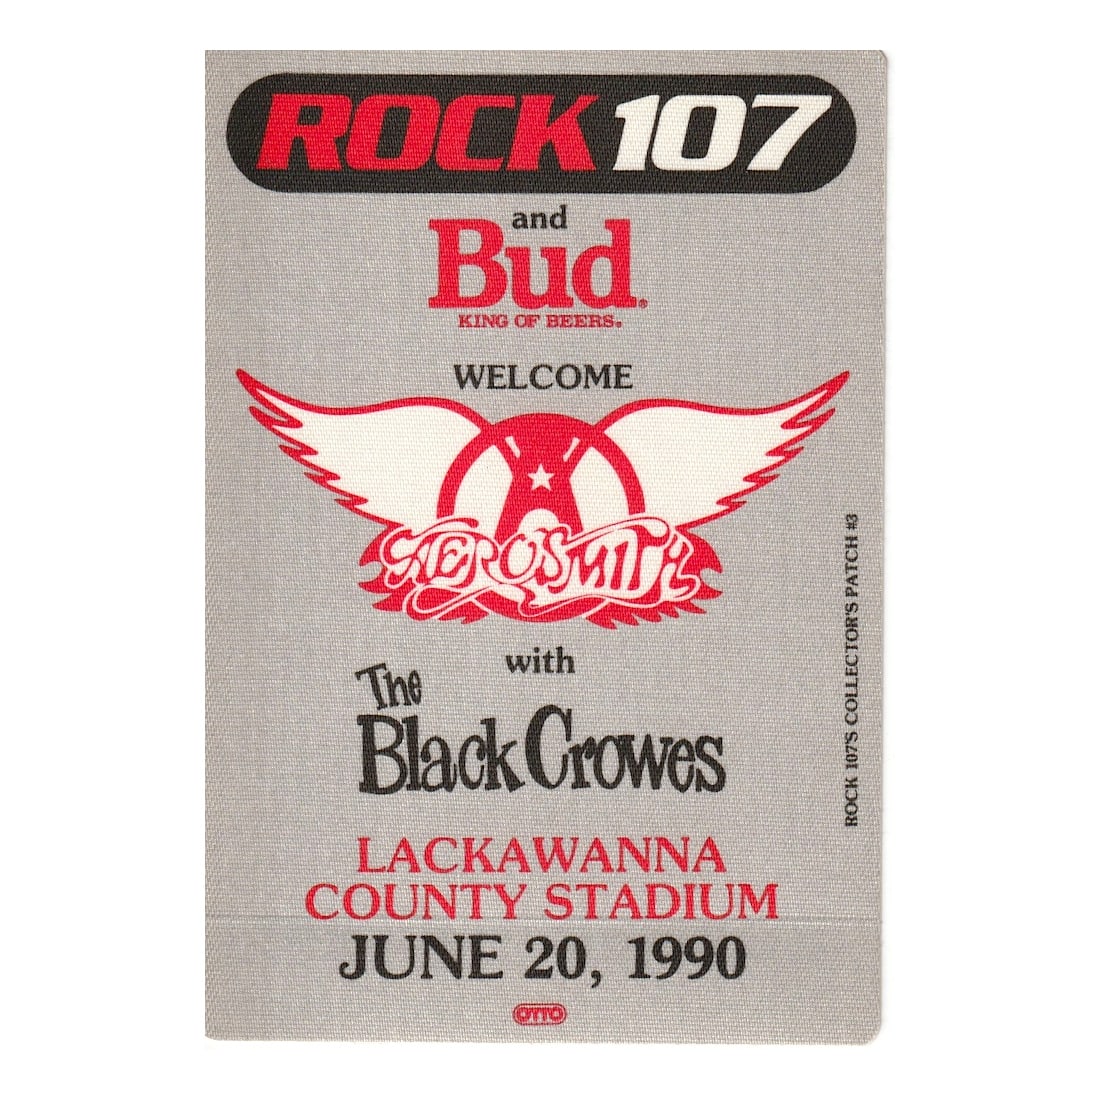 ROCK 107
and
Bud®
KING OF BEERS®
WELCOME
AEROSMITH
with
The
Black Crowes
LACKAWANNA
COUNTY STADIUM
JUNE 20, 1990
OTTO
ROCK 107'S COLLECTOR'S PATCH #3